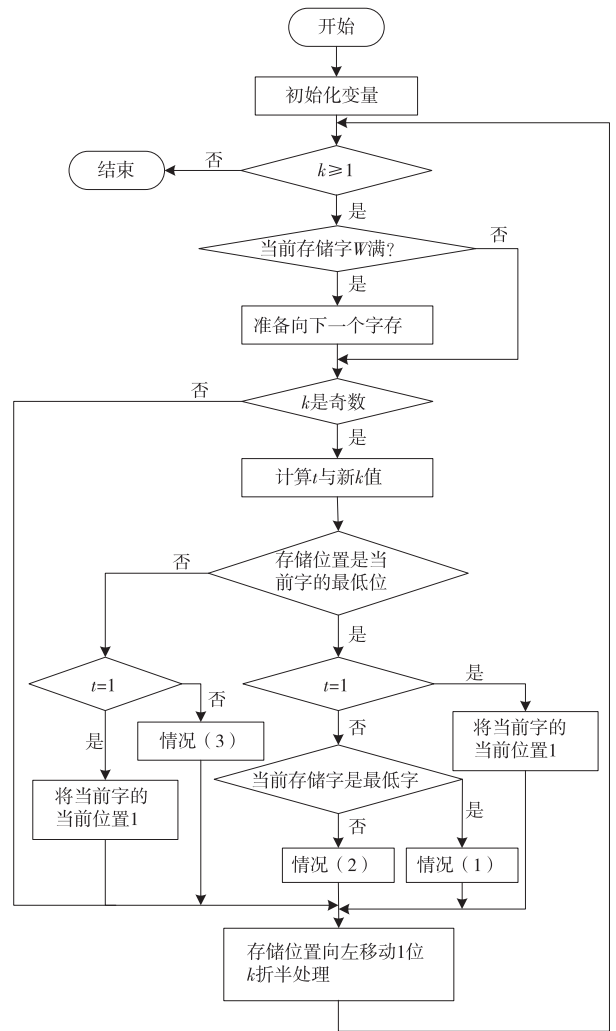 开始
初始化变量
否
结束
k≥1
是
当前存储字W满?
否
是
准备向下一个字存
否
k是奇数
是
计算t与新k值
否
存储位置是当
前字的最低位
是
t=1
否
是
情况（3）
将当前字的
当前位置1
t=1
是
否
将当前字的
当前位置1
当前存储字是最低字
否
是
情况（2）
情况（1）
存储位置向左移动1位
k折半处理